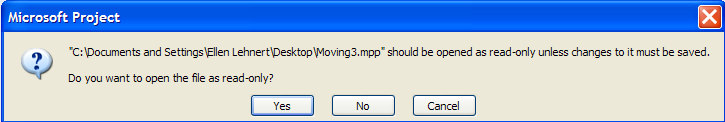 Microsoft Project
"C:\Documents and Settings\Ellen Lehnert\Desktop\Moving3.mpp" should be opened as read-only unless changes to it must be saved.
Do you want to open the file as read-only?
Yes No Cancel